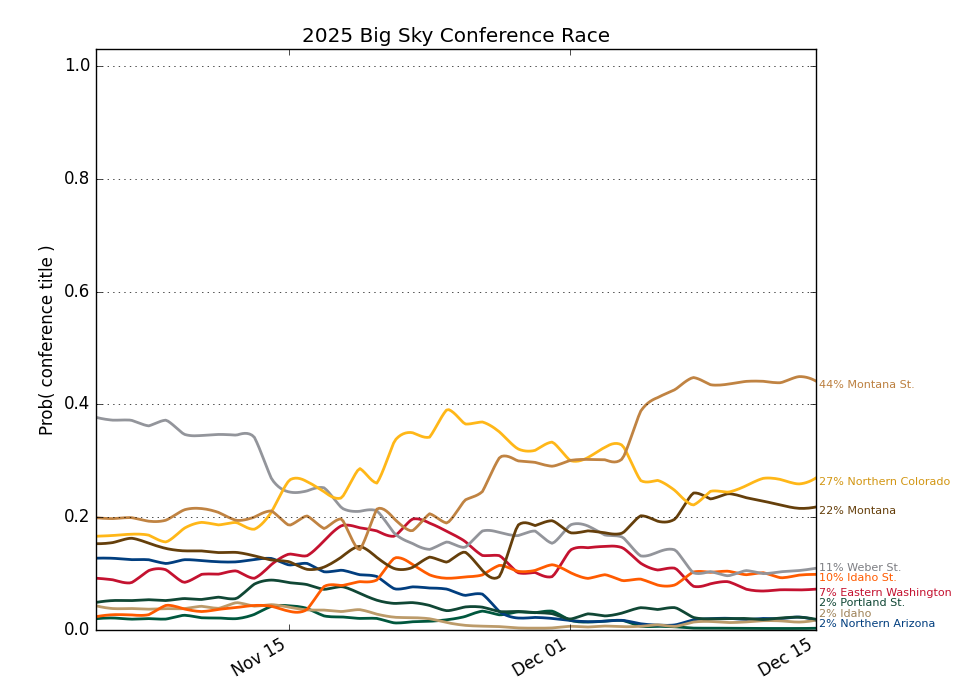 2025 Big Sky Conference Race
Prob( conference title )
1.0
0.8
0.6
0.4
0.2
0.0
Nov 15
Dec 01
Dec 15
44% Montana St.
27% Northern Colorado
22% Montana
11% Weber St.
10% Idaho St.
7% Eastern Washington
2% Portland St.
2% Idaho
2% Northern Arizona